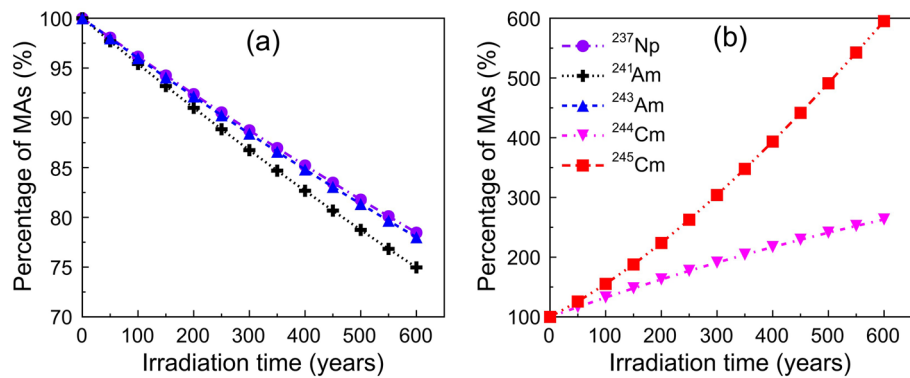 (a)
Percentage of MAs (%)
100
95
90
85
80
75
70
0 100 200 300 400 500 600
Irradiation time (years)
(b)
Percentage of MAs (%)
600
500
400
300
200
100
²³⁷Np
²⁴¹Am
²⁴³Am
²⁴⁴Cm
²⁴⁵Cm
0 100 200 300 400 500 600
Irradiation time (years)